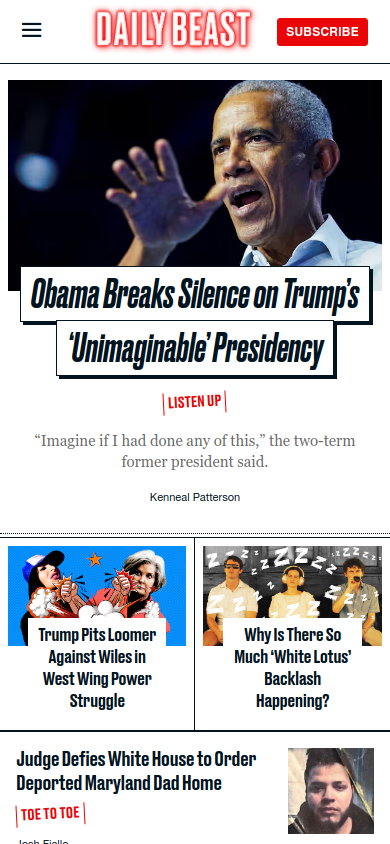 DAILY BEAST
SUBSCRIBE
Obama Breaks Silence on Trump’s
‘Unimaginable’ Presidency
LISTEN UP
“Imagine if I had done any of this,” the two-term
former president said.
Kenneal Patterson
Trump Pits Loomer
Against Wiles in
West Wing Power
Struggle
Why Is There So
Much ‘White Lotus’
Backlash
Happening?
Judge Defies White House to Order
Deported Maryland Dad Home
TOE TO TOE
Josh Fiallo